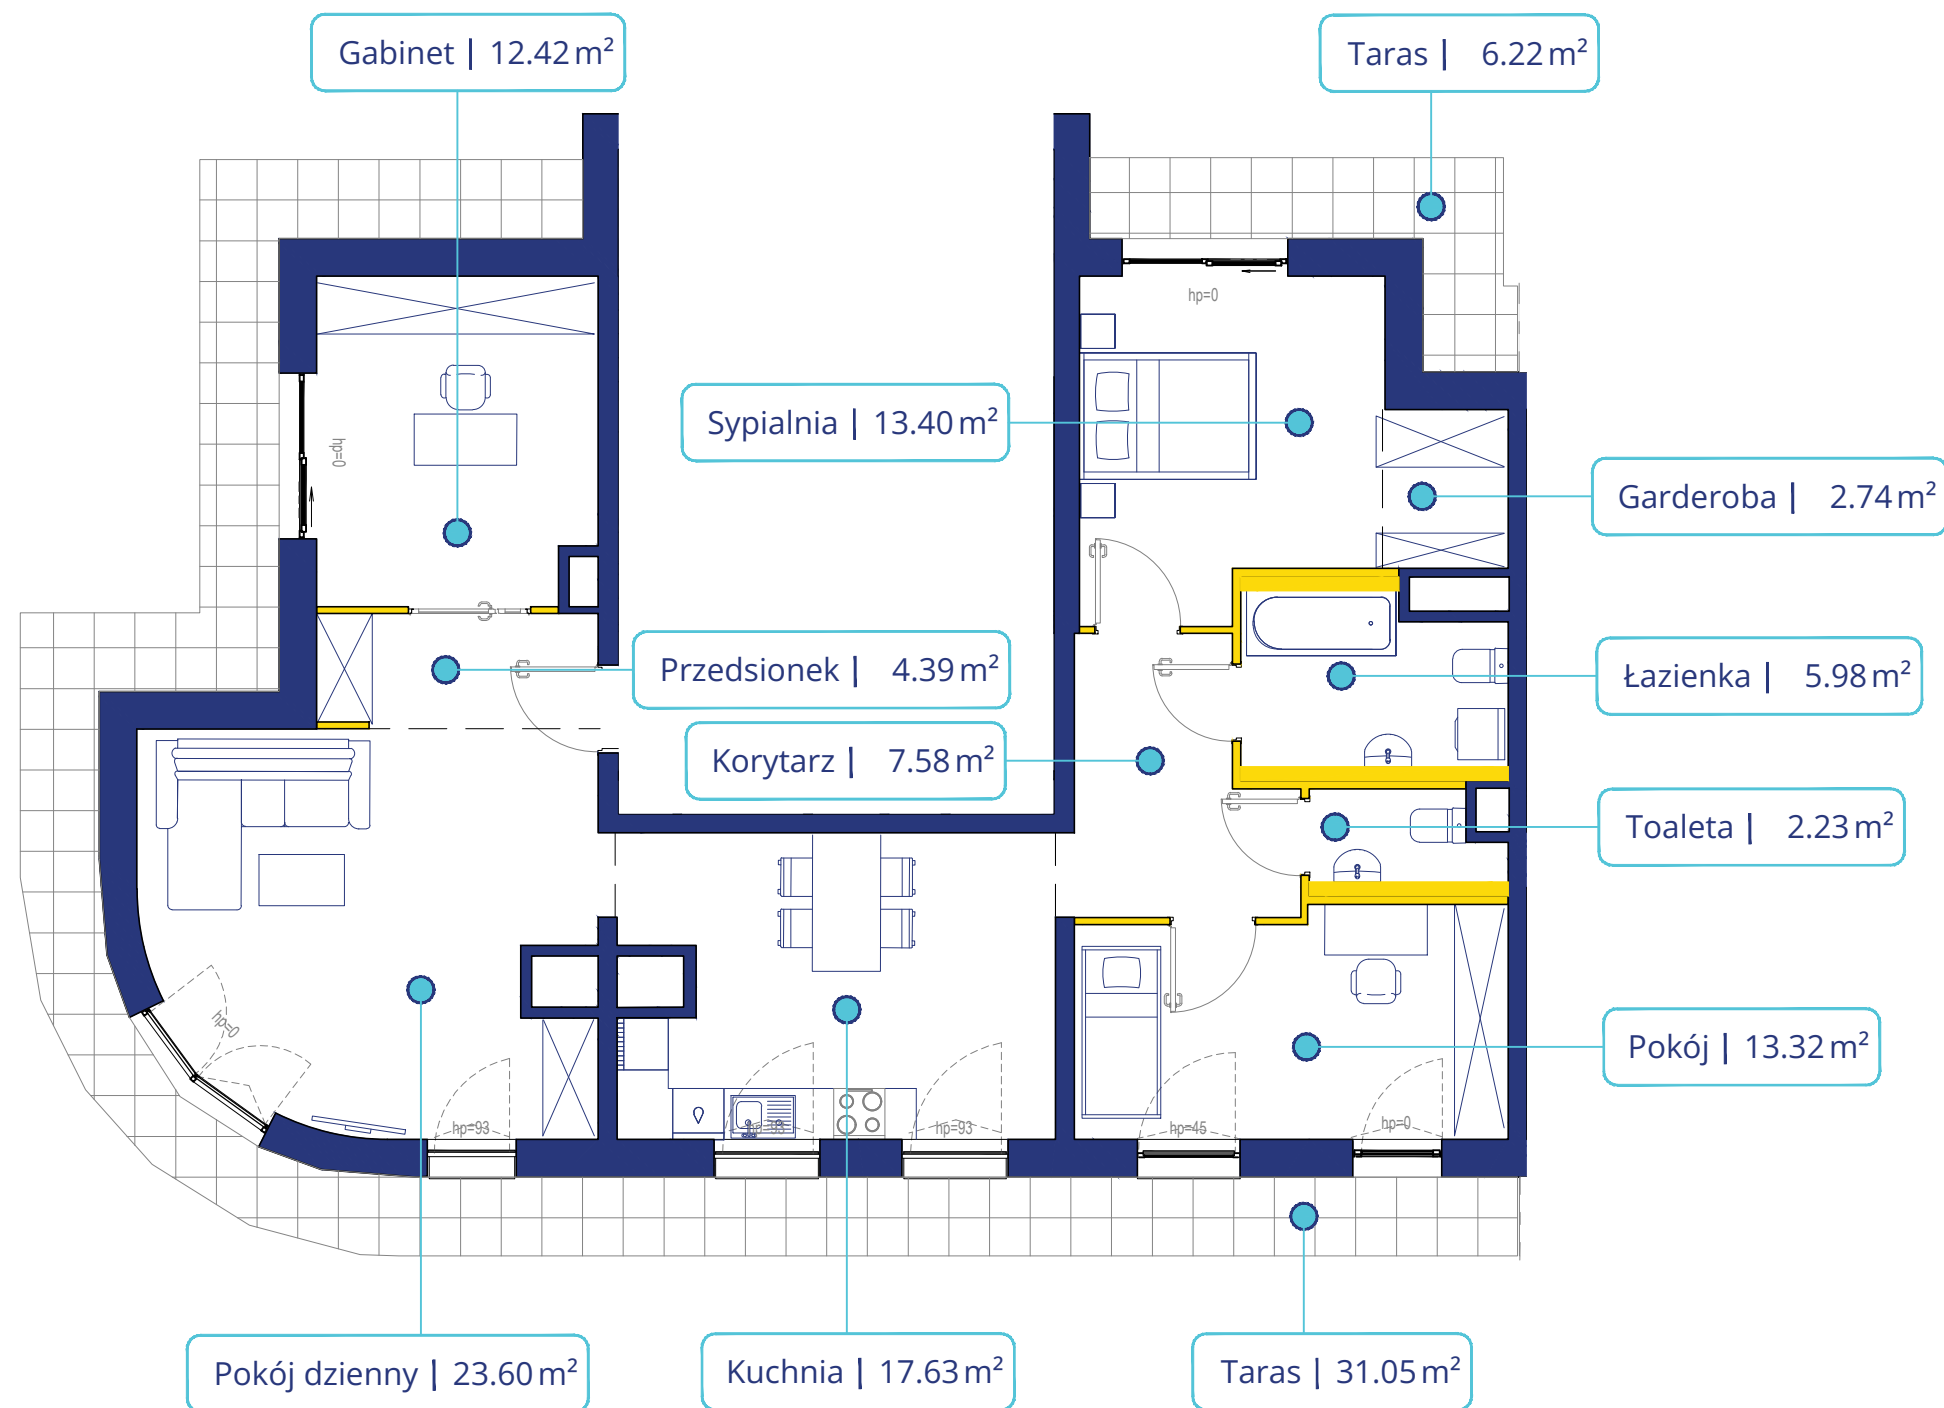 Gabinet | 12.42 m²
Taras | 6.22 m²
hp=0
Sypialnia | 13.40 m²
hp=0
Garderoba | 2.74 m²
Przedsionek | 4.39 m²
Łazienka | 5.98 m²
Korytarz | 7.58 m²
Toaleta | 2.23 m²
hp=0
Pokój | 13.32 m²
hp=93
hp=93
hp=93
hp=45
hp=0
Pokój dzienny | 23.60 m²
Kuchnia | 17.63 m²
Taras | 31.05 m²